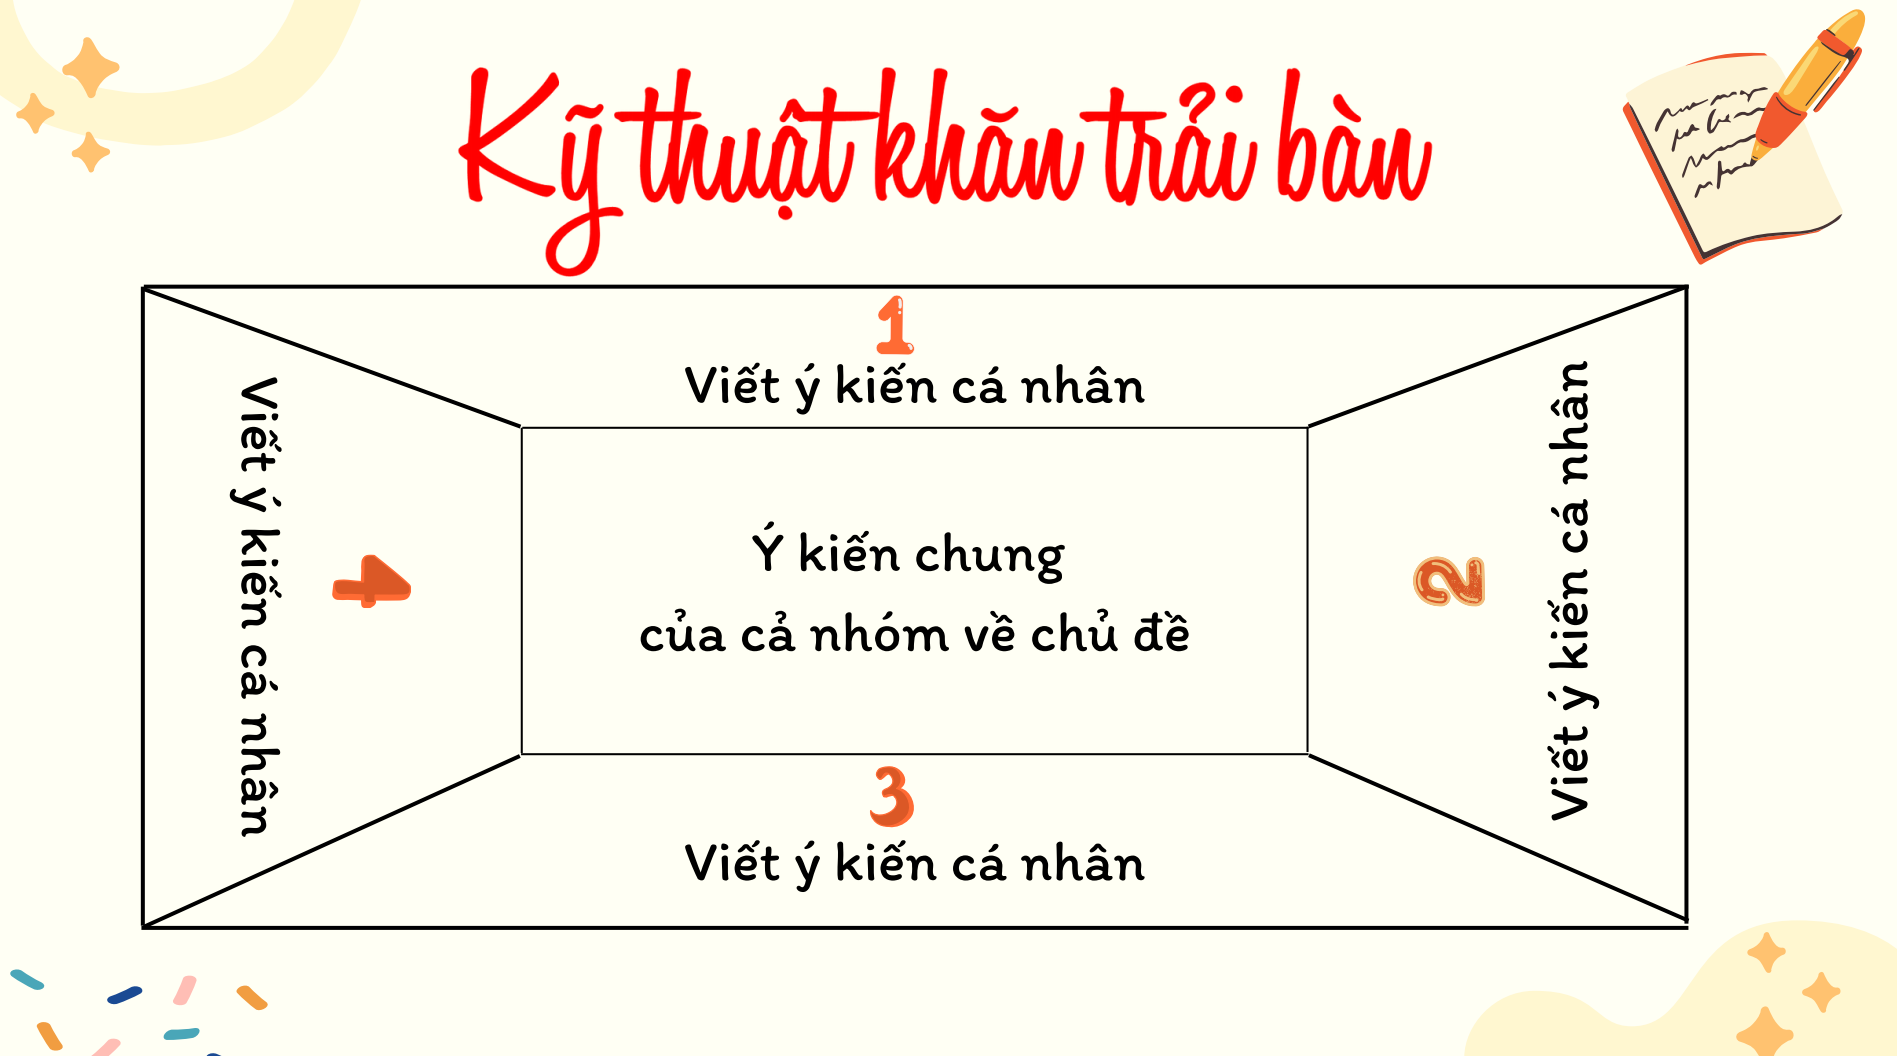 Kỹ thuật khăn trải bàn
1
Viết ý kiến cá nhân
Viết ý kiến cá nhân
4
Ý kiến chung
của cả nhóm về chủ đề
2
Viết ý kiến cá nhân
3
Viết ý kiến cá nhân